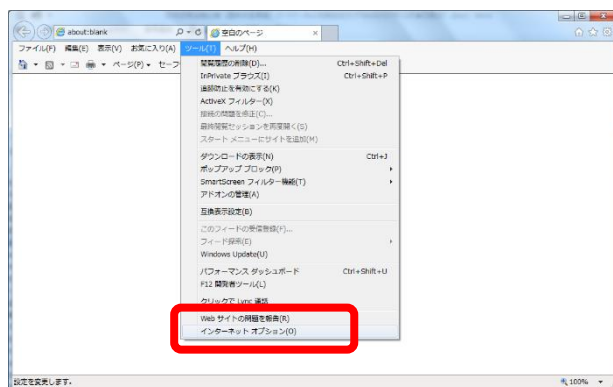 about:blank
空白のページ
ファイル(F) 編集(E) 表示(V) お気に入り(A) ツール(T) ヘルプ(H)
ページ(P) セーフ
閲覧履歴の削除(D)... Ctrl+Shift+Del
InPrivate ブラウズ(I) Ctrl+Shift+P
追跡防止を有効にする(K)
ActiveX フィルター(X)
接続の問題を修正(C)...
最終閲覧セッションを再度開く(S)
スタート メニューにサイトを追加(M)
ダウンロードの表示(N) Ctrl+J
ポップアップ ブロック(P)
SmartScreen フィルター機能(T)
アドオンの管理(A)
互換表示設定(B)
このフィードの受信登録(F)...
フィード探索(E)
Windows Update(U)
パフォーマンス ダッシュボード Ctrl+Shift+U
F12 開発者ツール(L)
クリックで Lync 通話
Web サイトの問題を報告(R)
インターネット オプション(O)
設定を変更します。
100%